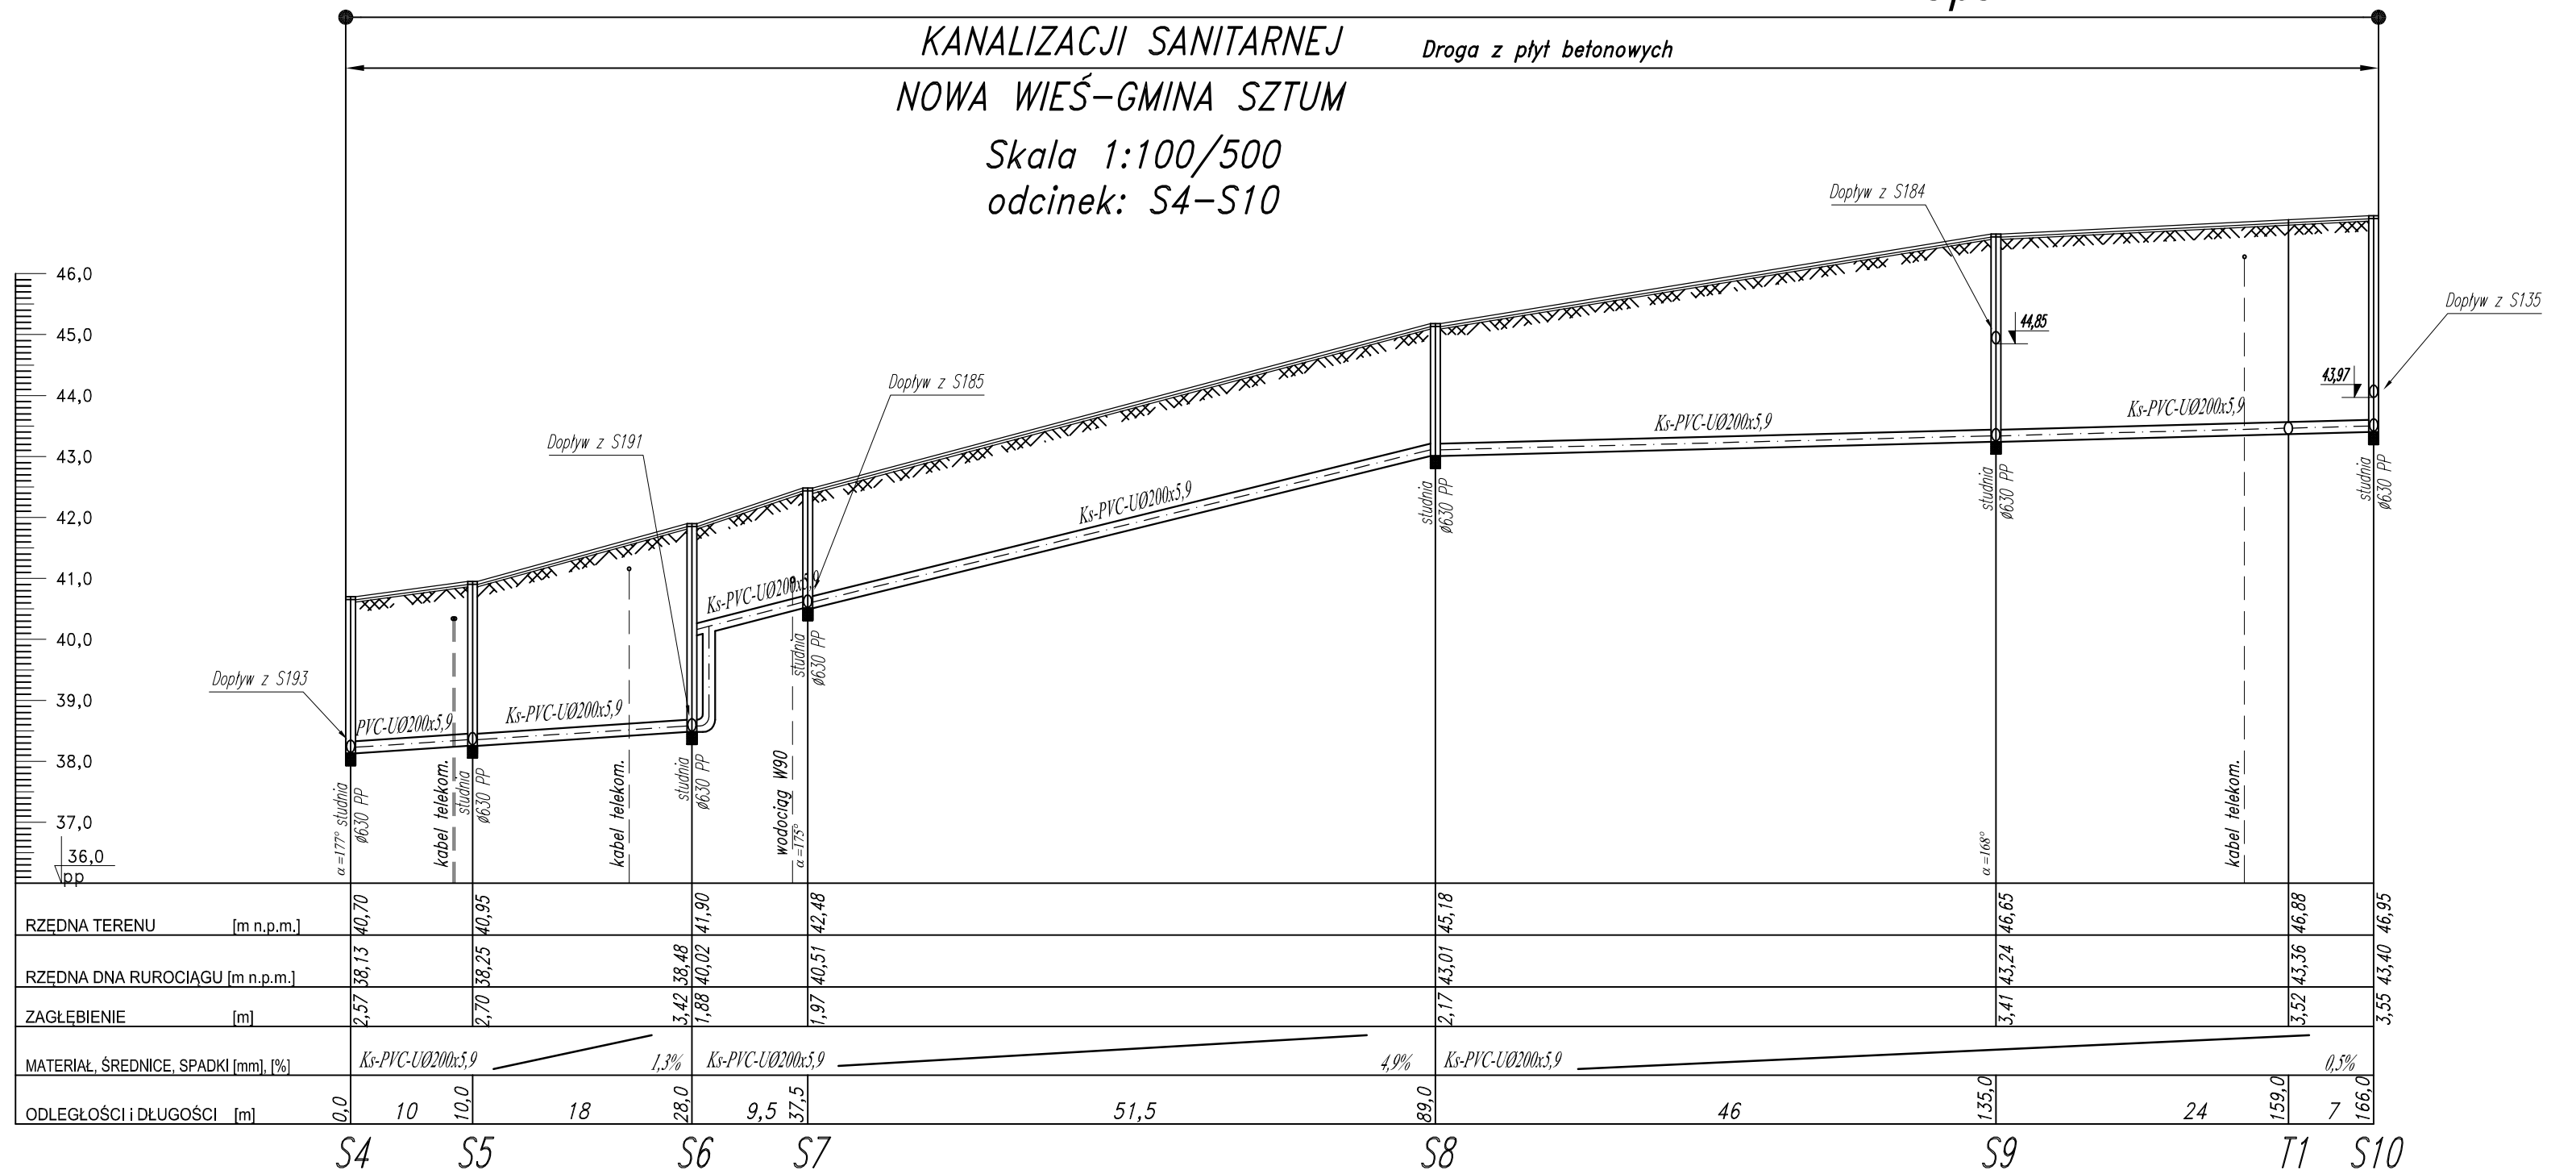 KANALIZACJI SANITARNEJ
Droga z płyt betonowych
NOWA WIEŚ-GMINA SZTUM
Skala 1:100/500
odcinek: S4-S10
Dopływ z S184
Dopływ z S135
46,0
45,0
44,0
43,0
42,0
41,0
40,0
39,0
38,0
37,0
36,0
pp
44,85
43,97
Dopływ z S185
Dopływ z S191
Dopływ z S193
PVC-UØ200x5,9
Ks-PVC-UØ200x5,9
Ks-PVC-UØ200x5,9
Ks-PVC-UØ200x5,9
Ks-PVC-UØ200x5,9
Ks-PVC-UØ200x5,9
α=177° studnia
ø630 PP
kabel telekom.
studnia
ø630 PP
kabel telekom.
studnia
ø630 PP
wodociąg W90
α=175°
studnia
ø630 PP
studnia
ø630 PP
α=168°
studnia
ø630 PP
kabel telekom.
studnia
ø630 PP
RZĘDNA TERENU [m n.p.m.] 40,70 40,95 41,90 42,48 45,18 46,65 46,88 46,95
RZĘDNA DNA RUROCIĄGU [m n.p.m.] 38,13 38,25 38,48 40,02 40,51 43,01 43,24 43,36 43,40
ZAGŁĘBIENIE [m] 2,57 2,70 3,42 1,88 1,97 2,17 3,41 3,52 3,55
MATERIAŁ, ŚREDNICE, SPADKI [mm], [%] Ks-PVC-UØ200x5,9 1,3% Ks-PVC-UØ200x5,9 4,9% Ks-PVC-UØ200x5,9 0,5%
ODLEGŁOŚCI i DŁUGOŚCI [m] 0,0 10 10,0 18 28,0 9,5 37,5 51,5 89,0 46 135,0 24 159,0 7 166,0
S4 S5 S6 S7 S8 S9 T1 S10